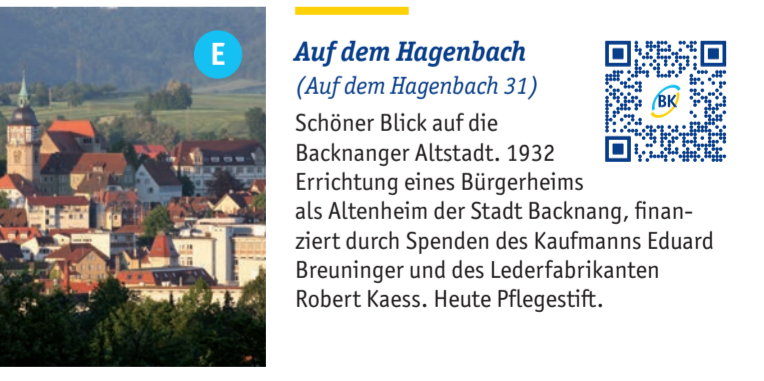 E
Auf dem Hagenbach
(Auf dem Hagenbach 31)
BK
Schöner Blick auf die
Backnanger Altstadt. 1932
Errichtung eines Bürgerheims
als Altenheim der Stadt Backnang, finan-
ziert durch Spenden des Kaufmanns Eduard
Breuninger und des Lederfabrikanten
Robert Kaess. Heute Pflegestift.